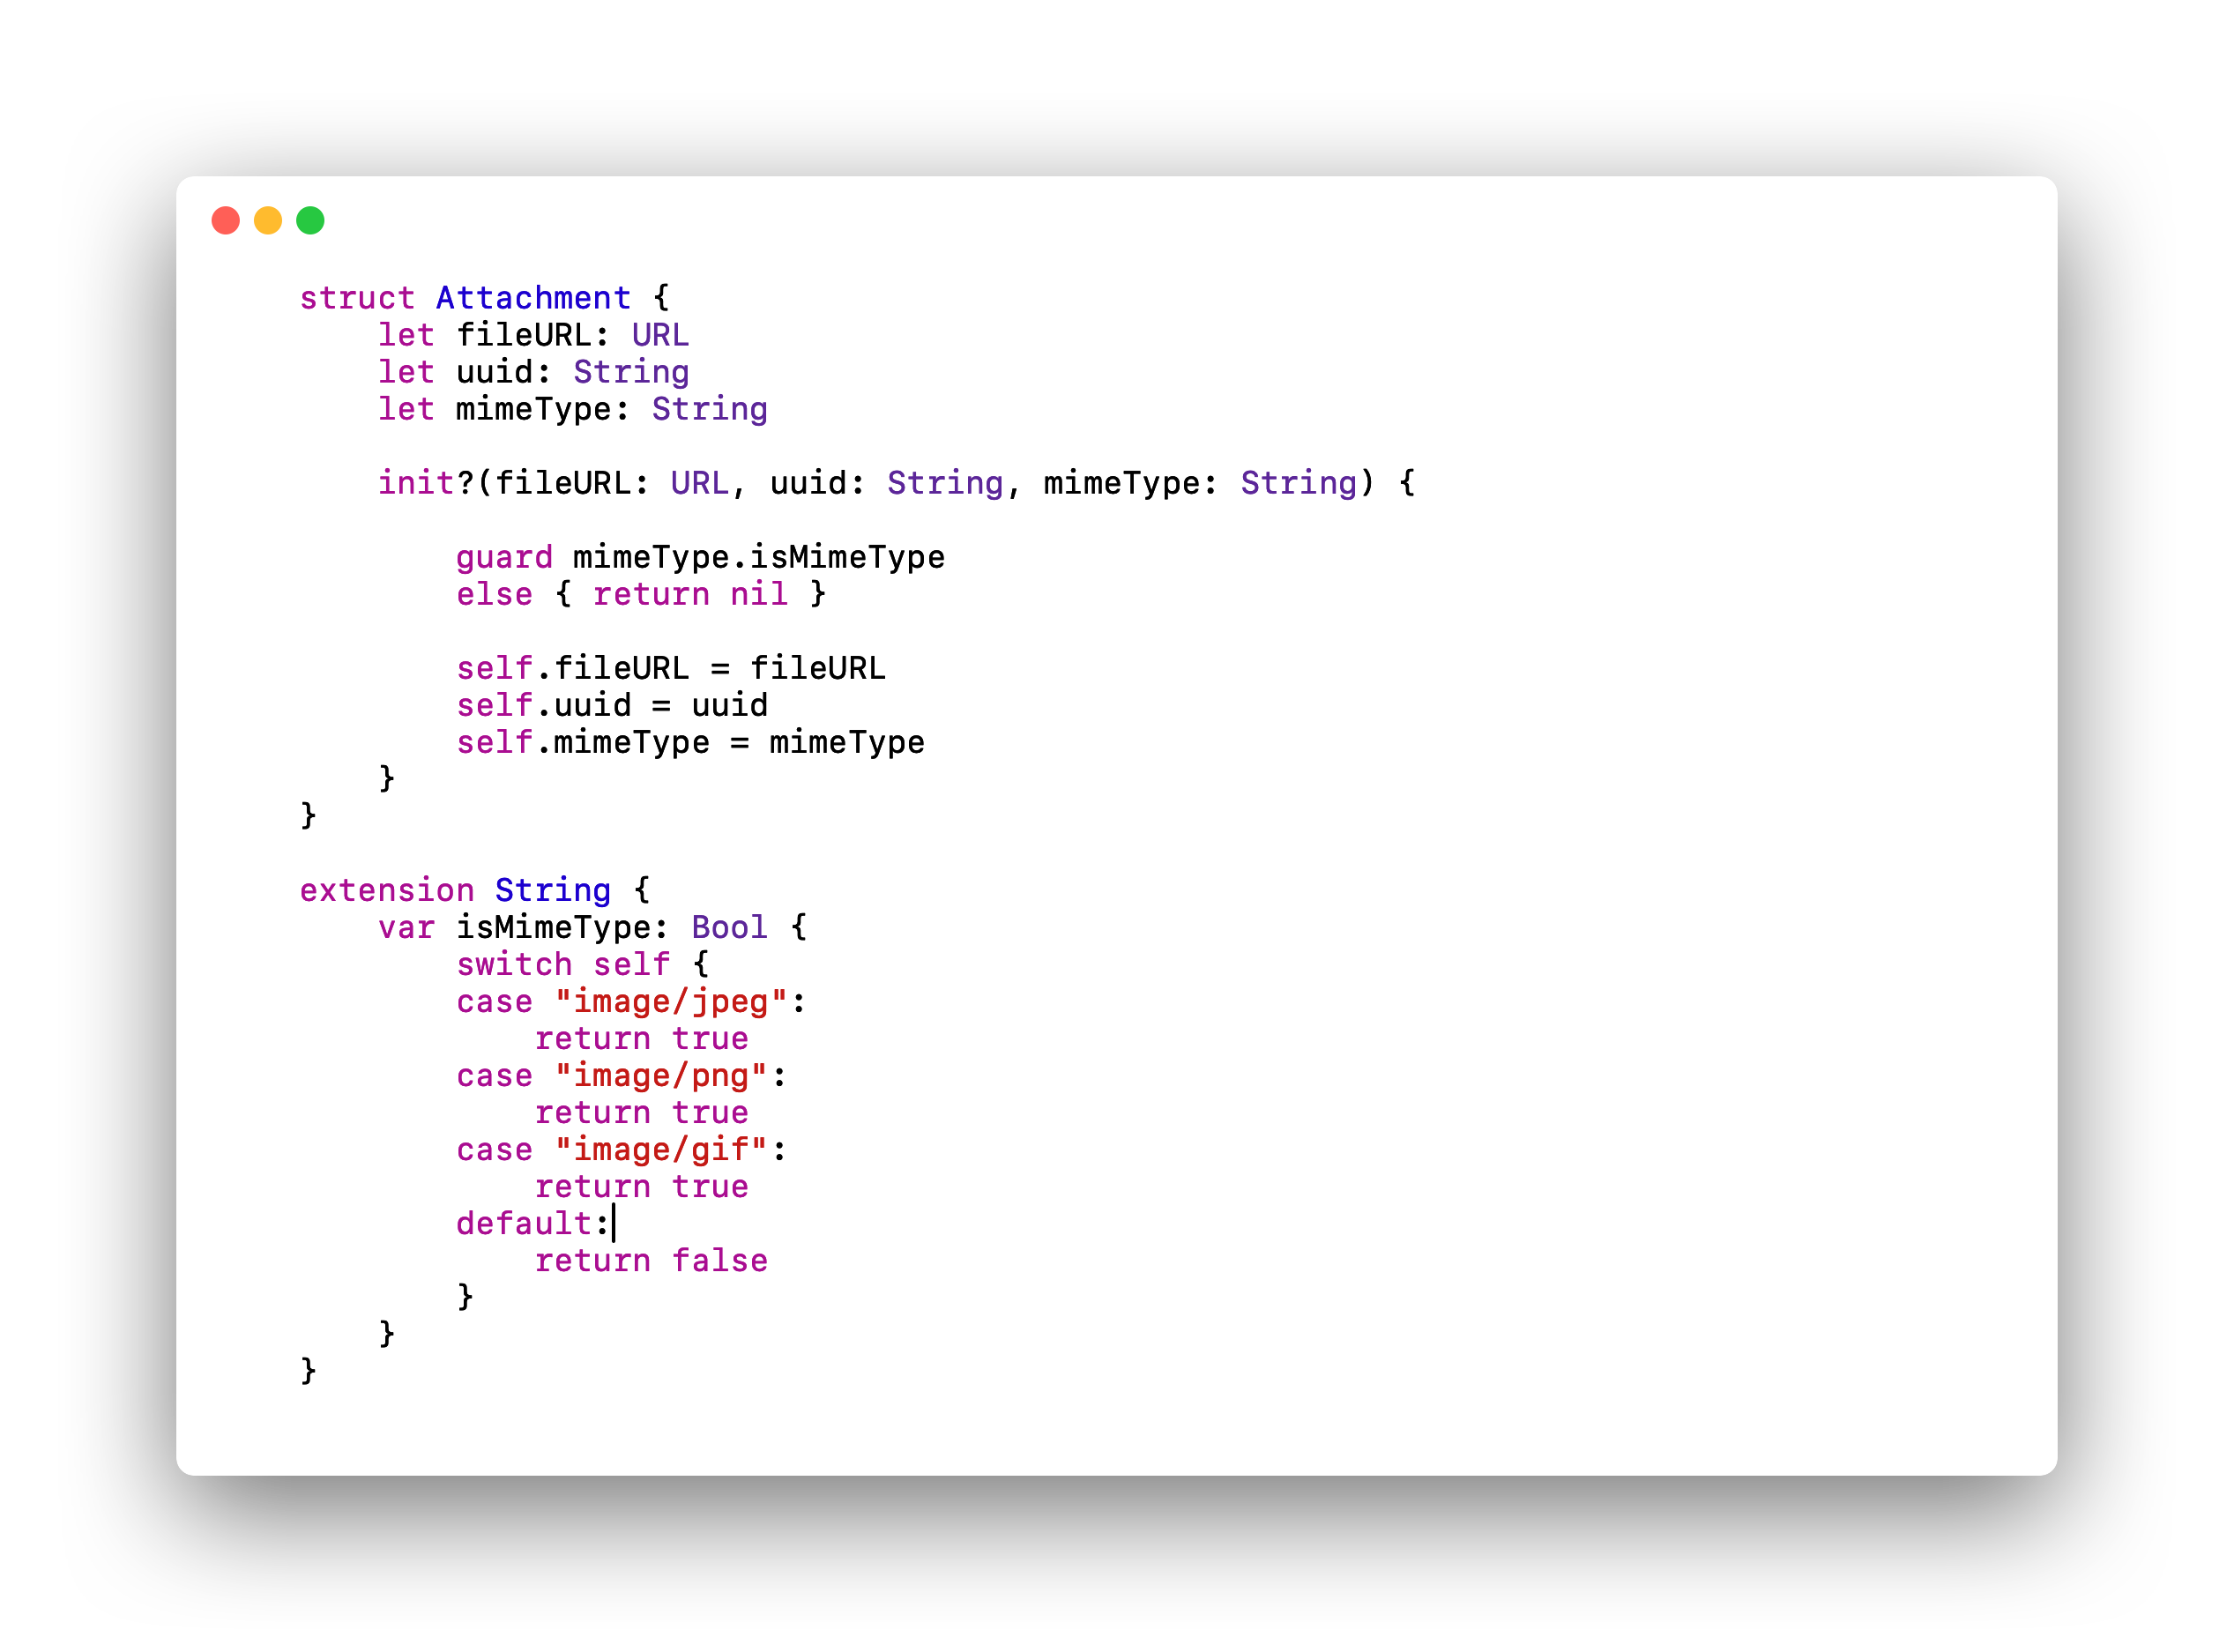 struct Attachment {
    let fileURL: URL
    let uuid: String
    let mimeType: String

    init?(fileURL: URL, uuid: String, mimeType: String) {

        guard mimeType.isMimeType
        else { return nil }

        self.fileURL = fileURL
        self.uuid = uuid
        self.mimeType = mimeType
    }
}

extension String {
    var isMimeType: Bool {
        switch self {
        case "image/jpeg":
            return true
        case "image/png":
            return true
        case "image/gif":
            return true
        default:
            return false
        }
    }
}